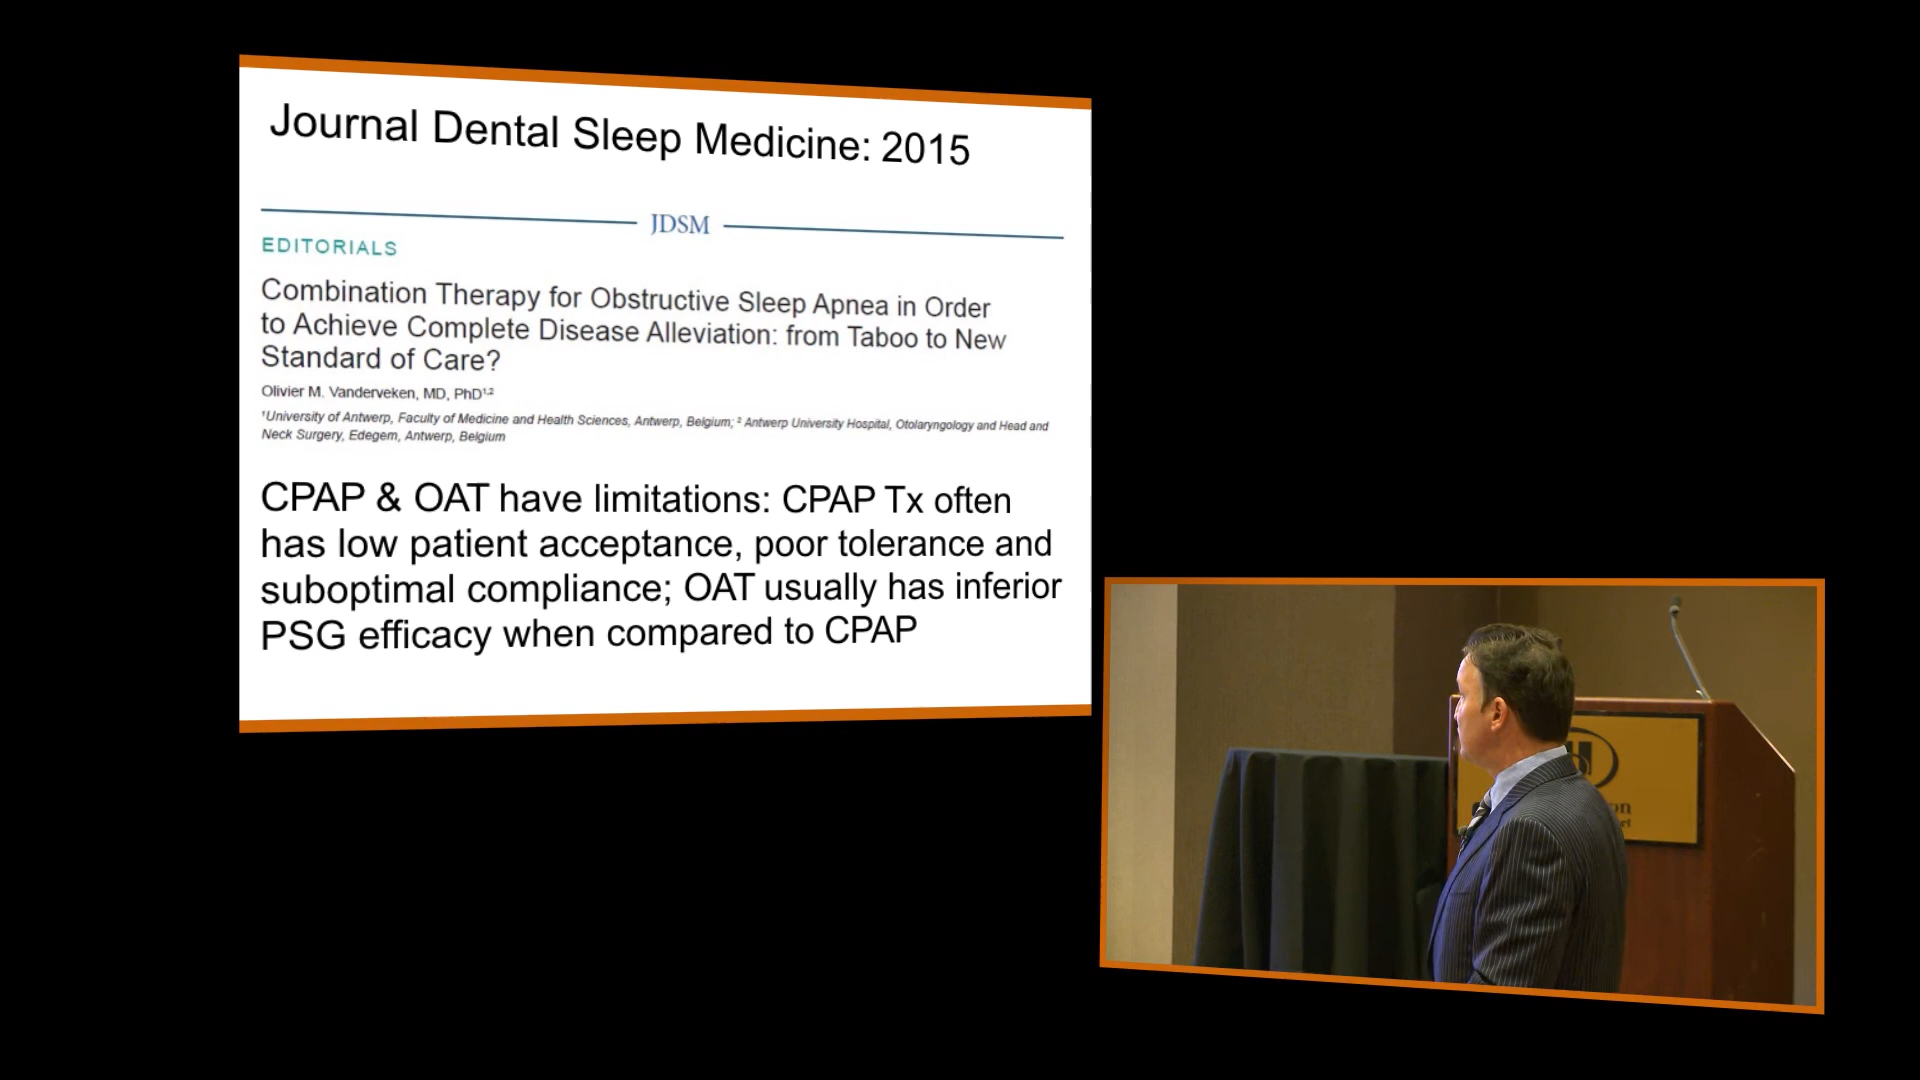 Journal Dental Sleep Medicine: 2015
JDSM
EDITORIALS
Combination Therapy for Obstructive Sleep Apnea in Order
to Achieve Complete Disease Alleviation: from Taboo to New
Standard of Care?
Olivier M. Vanderveken, MD, PhD¹,²
¹University of Antwerp, Faculty of Medicine and Health Sciences, Antwerp, Belgium; ² Antwerp University Hospital, Otolaryngology and Head and
Neck Surgery, Edegem, Antwerp, Belgium
CPAP & OAT have limitations: CPAP Tx often
has low patient acceptance, poor tolerance and
suboptimal compliance; OAT usually has inferior
PSG efficacy when compared to CPAP